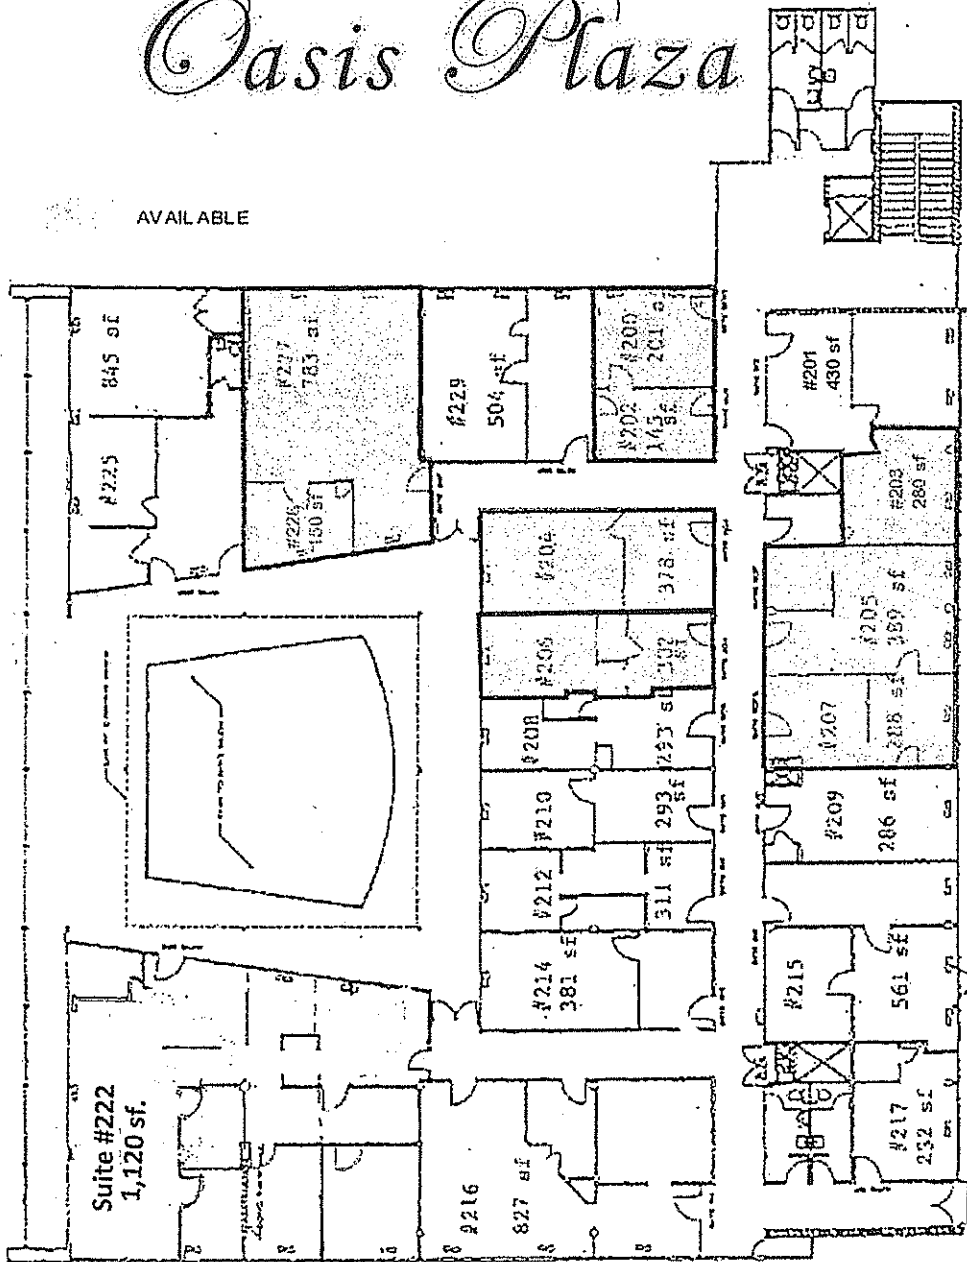 Oasis Plaza
AVAILABLE
845 sf
#225
#227
783 sf
#226
150 sf
#229
504 sf
#200
201
#202
145
sf
#201
430 sf
#203
280 sf
#204
378 sf
#205
389 sf
#206
302
sf
#207
288 sf
#208
293 sf
#209
286 sf
#210
293
sf
#212
311 sf
#214
381 sf
#215
561 sf
#216
827 sf
#217
232 sf
Suite #222
1,120 sf.